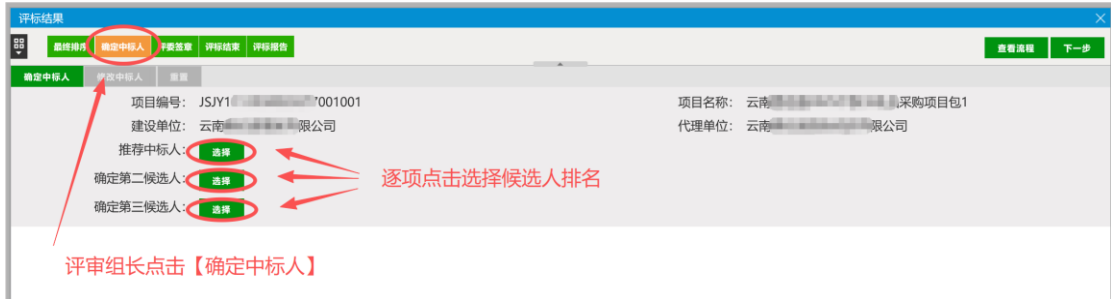 评标结果
最终排序 确定中标人 评委签章 评标结束 评标报告 查看流程 下一步
确定中标人 修改中标人 重置
项目编号： JSJY1 7001001 项目名称： 云南 采购项目包1
建设单位： 云南 限公司 代理单位： 云南 限公司
推荐中标人： 选择
确定第二候选人： 选择 逐项点击选择候选人排名
确定第三候选人： 选择
评审组长点击【确定中标人】